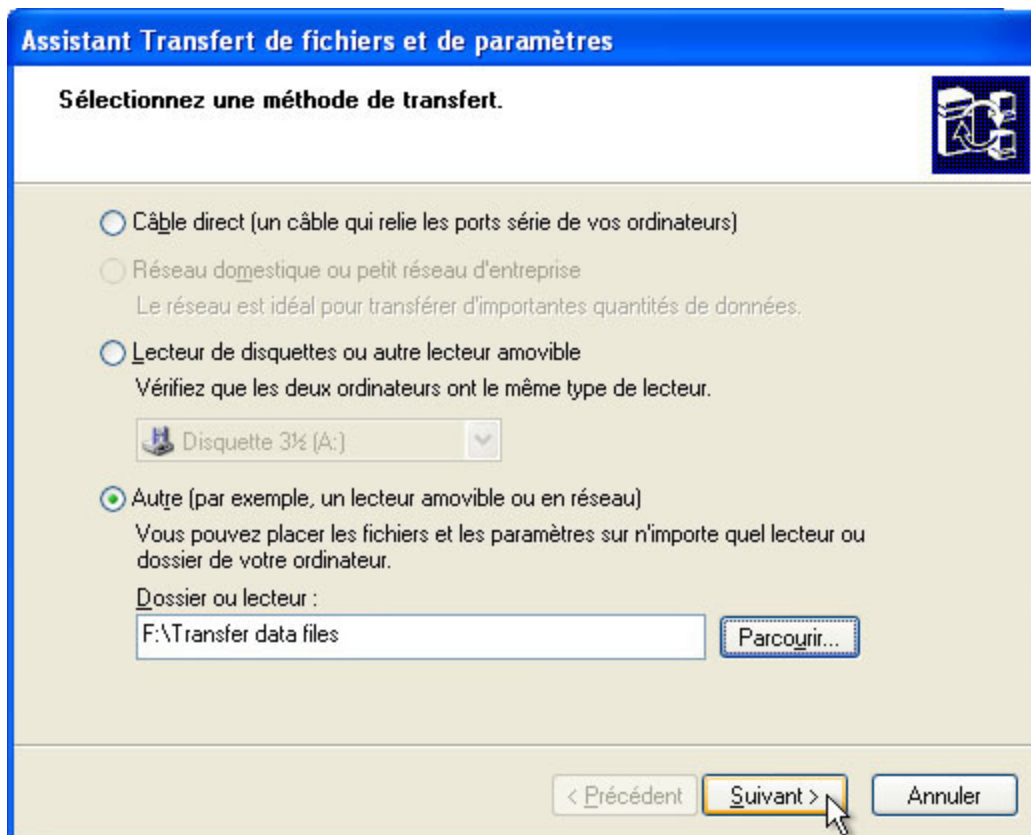 Assistant Transfert de fichiers et de paramètres
Sélectionnez une méthode de transfert.
Câble direct (un câble qui relie les ports série de vos ordinateurs)
Réseau domestique ou petit réseau d'entreprise
Le réseau est idéal pour transférer d'importantes quantités de données.
Lecteur de disquettes ou autre lecteur amovible
Vérifiez que les deux ordinateurs ont le même type de lecteur.
Disquette 3½ (A:)
Autre (par exemple, un lecteur amovible ou en réseau)
Vous pouvez placer les fichiers et les paramètres sur n'importe quel lecteur ou
dossier de votre ordinateur.
Dossier ou lecteur :
F:\Transfer data files
Parcourir...
< Précédent
Suivant >
Annuler